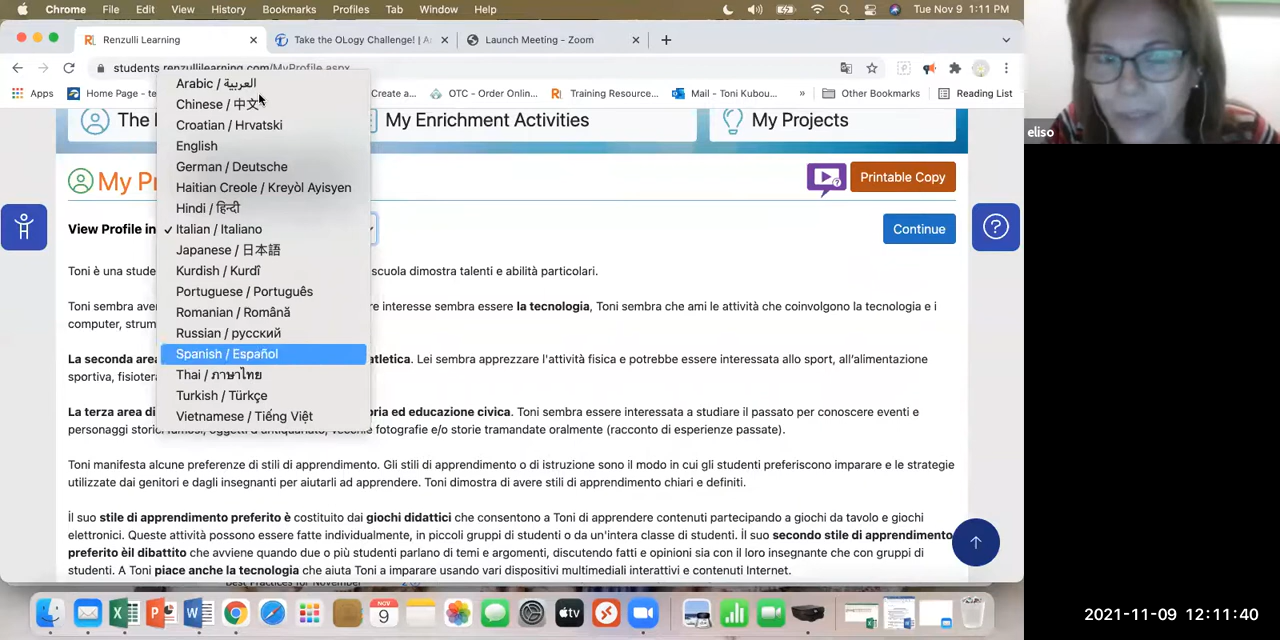 Chrome File Edit View History Bookmarks Profiles Tab Window Help Tue Nov 9 1:11 PM
Renzulli Learning Take the OLogy Challenge! | A Launch Meeting - Zoom
students.renzullilearning.com/MyProfile.aspx
Apps Home Page - te Create a... OTC - Order Onlin... Training Resource... Mail - Toni Kubou... » Other Bookmarks Reading List
Arabic / العربية
Chinese / 中文
Croatian / Hrvatski
English
German / Deutsche
Haitian Creole / Kreyòl Ayisyen
Hindi / हिन्दी
✓ Italian / Italiano
Japanese / 日本語
Kurdish / Kurdî
Portuguese / Português
Romanian / Română
Russian / русский
Spanish / Español
Thai / ภาษาไทย
Turkish / Türkçe
Vietnamese / Tiếng Việt
The My Enrichment Activities My Projects
My Pr Printable Copy
View Profile in Continue
Toni è una stude scuola dimostra talenti e abilità particolari.
Toni sembra ave re interesse sembra essere la tecnologia, Toni sembra che ami le attività che coinvolgono la tecnologia e i
computer, strum
La seconda area atletica. Lei sembra apprezzare l'attività fisica e potrebbe essere interessata allo sport, all'alimentazione
sportiva, fisiotera
La terza area di oria ed educazione civica. Toni sembra essere interessata a studiare il passato per conoscere eventi e
personaggi storici famosi, oggetti d'antiquariato, vecchie fotografie e/o storie tramandate oralmente (racconto di esperienze passate).
Toni manifesta alcune preferenze di stili di apprendimento. Gli stili di apprendimento o di istruzione sono il modo in cui gli studenti preferiscono imparare e le strategie
utilizzate dai genitori e dagli insegnanti per aiutarli ad apprendere. Toni dimostra di avere stili di apprendimento chiari e definiti.
İl suo stile di apprendimento preferito è costituito dai giochi didattici che consentono a Toni di apprendere contenuti partecipando a giochi da tavolo e giochi
elettronici. Queste attività possono essere fatte individualmente, in piccoli gruppi di studenti o da un'intera classe di studenti. İl suo secondo stile di apprendimento
preferito èil dibattito che avviene quando due o più studenti parlano di temi e argomenti, discutendo fatti e opinioni sia con il loro insegnante che con gruppi di
studenti. A Toni piace anche la tecnologia che aiuta Toni a imparare usando vari dispositivi multimediali interattivi e contenuti Internet.
Best Practices for November
NOV
9
tv
eliso
2021-11-09 12:11:40